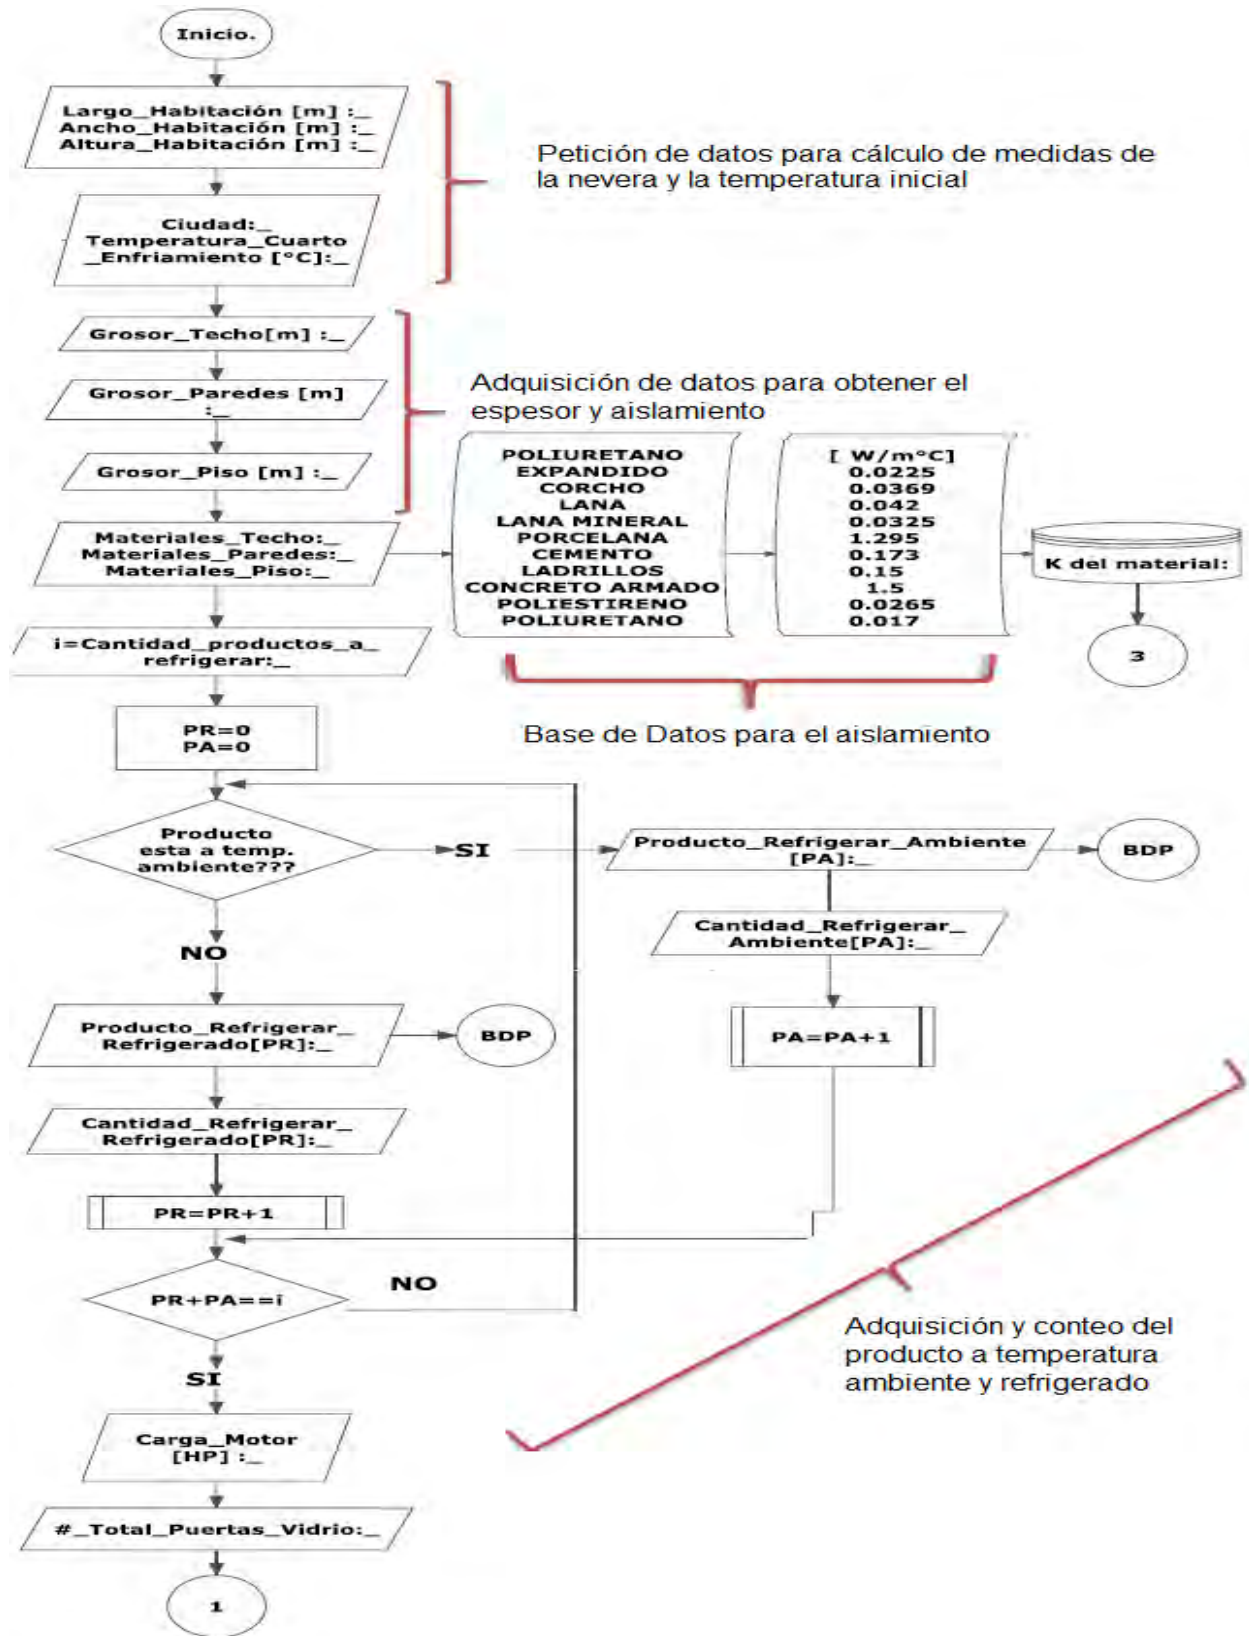 Inicio.
Largo_Habitación [m] :_
Ancho_Habitación [m] :_
Altura_Habitación [m] :_
Petición de datos para cálculo de medidas de
la nevera y la temperatura inicial
Ciudad:_
Temperatura_Cuarto
_Enfriamiento [°C]:_
Grosor_Techo[m] :_
Grosor_Paredes [m]
:_
Grosor_Piso [m] :_
Adquisición de datos para obtener el
espesor y aislamiento
Materiales_Techo:_
Materiales_Paredes:_
Materiales_Piso:_
POLIURETANO
EXPANDIDO
CORCHO
LANA
LANA MINERAL
PORCELANA
CEMENTO
LADRILLOS
CONCRETO ARMADO
POLIESTIRENO
POLIURETANO
[ W/m°C]
0.0225
0.0369
0.042
0.0325
1.295
0.173
0.15
1.5
0.0265
0.017
K del material:
3
Base de Datos para el aislamiento
i=Cantidad_productos_a_
refrigerar:_
PR=0
PA=0
Producto
esta a temp.
ambiente???
SI
Producto_Refrigerar_Ambiente
[PA]:_
BDP
Cantidad_Refrigerar_
Ambiente[PA]:_
PA=PA+1
NO
Producto_Refrigerar_
Refrigerado[PR]:_
BDP
Cantidad_Refrigerar_
Refrigerado[PR]:_
PR=PR+1
PR+PA==i
NO
SI
Adquisición y conteo del
producto a temperatura
ambiente y refrigerado
Carga_Motor
[HP] :_
#_Total_Puertas_Vidrio:_
1